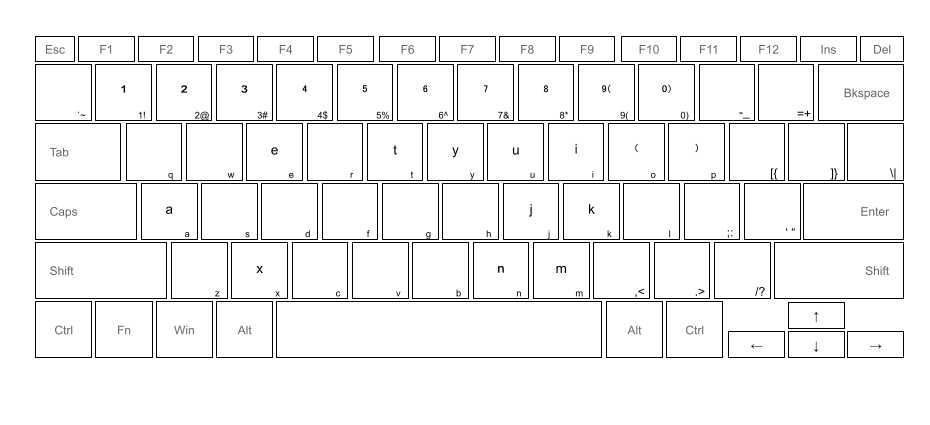 Esc F1 F2 F3 F4 F5 F6 F7 F8 F9 F10 F11 F12 Ins Del
1 2 3 4 5 6 7 8 9( 0) Bkspace
`~ 1! 2@ 3# 4$ 5% 6^ 7& 8* 9( 0) -_ =+
Tab e t y u i ( )
q w e r t y u i o p [{ ]} \|
Caps a j k Enter
a s d f g h j k l ;: ' "
Shift x n m Shift
z x c v b n m ,< .> /?
Ctrl Fn Win Alt Alt Ctrl ↑
← ↓ →